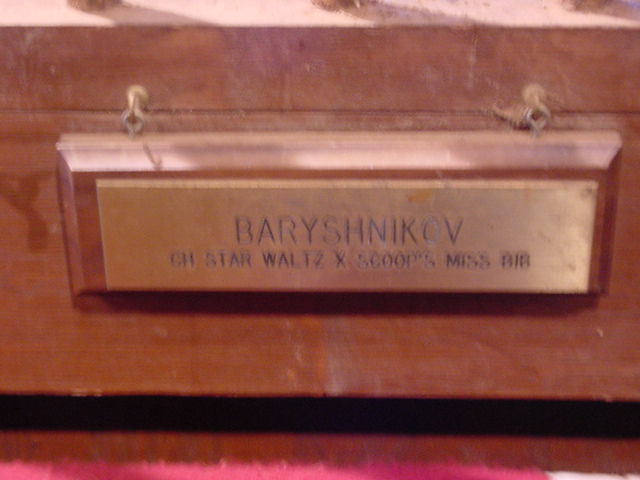 BARYSHNIKOV
CH STAR WALTZ X SCOOP'S MISS BIB